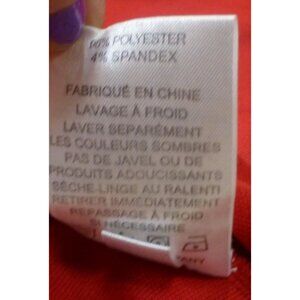 96% POLYESTER
4% SPANDEX
FABRIQUÉ EN CHINE
LAVAGE À FROID
LAVER SEPARÉMENT
LES COULEURS SOMBRES
PAS DE JAVEL OU DE
PRODUITS ADOUCISSANTS
SÈCHE-LINGE AU RALENTI
RETIRER IMMÉDIATEMENT
REPASSAGE À FROID
SI NÉCESSAIRE